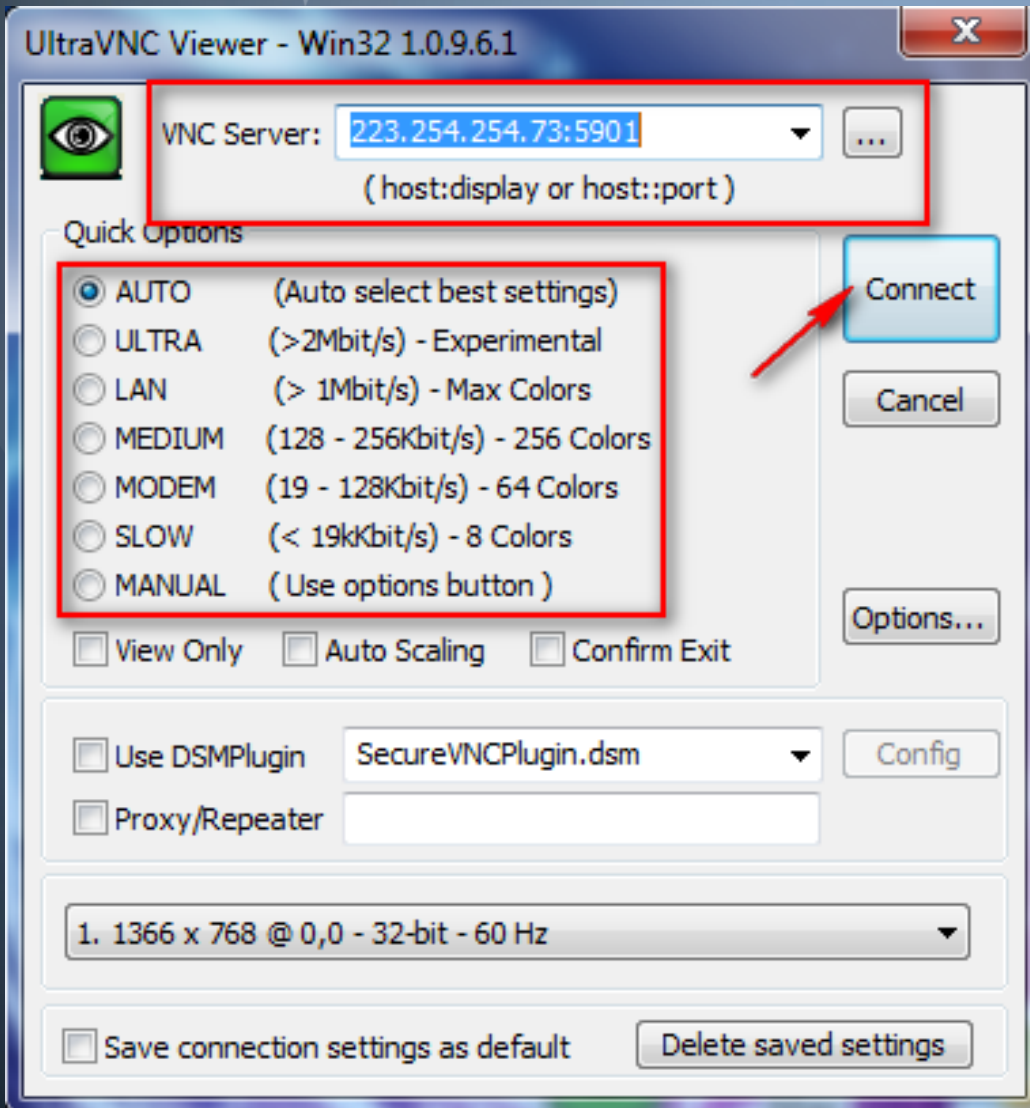 UltraVNC Viewer - Win32 1.0.9.6.1
X
VNC Server: 223.254.254.73:5901 ...
( host:display or host::port )
Quick Options
AUTO (Auto select best settings)
ULTRA (>2Mbit/s) - Experimental
LAN (> 1Mbit/s) - Max Colors
MEDIUM (128 - 256Kbit/s) - 256 Colors
MODEM (19 - 128Kbit/s) - 64 Colors
SLOW (< 19kKbit/s) - 8 Colors
MANUAL ( Use options button )
View Only Auto Scaling Confirm Exit
Connect
Cancel
Options...
Use DSMPlugin SecureVNCPlugin.dsm Config
Proxy/Repeater
1. 1366 x 768 @ 0,0 - 32-bit - 60 Hz
Save connection settings as default Delete saved settings